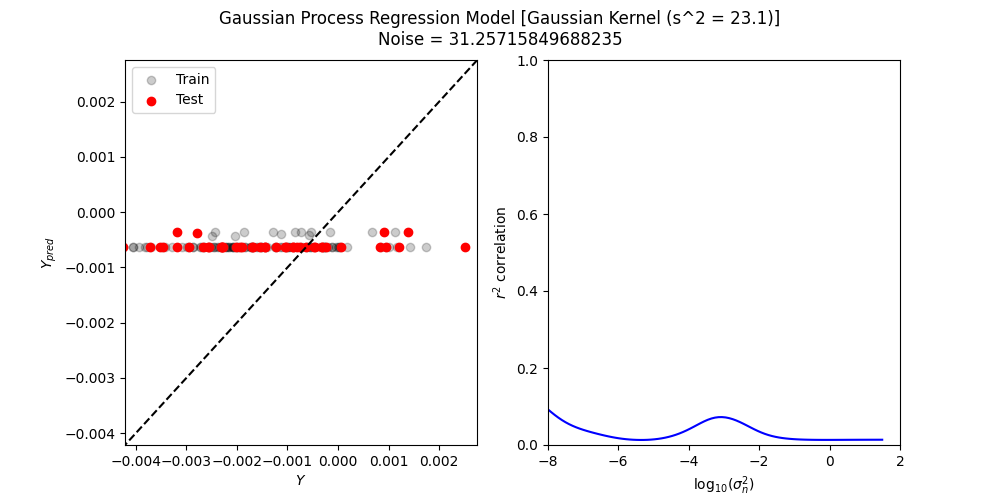 Gaussian Process Regression Model [Gaussian Kernel (s^2 = 23.1)]
Noise = 31.25715849688235
Train
Test
0.002
0.001
0.000
−0.001
−0.002
−0.003
−0.004
Y_{pred}
−0.004 −0.003 −0.002 −0.001 0.000 0.001 0.002
Y
1.0
0.8
0.6
0.4
0.2
0.0
r² correlation
−8 −6 −4 −2 0 2
log₁₀(σ_n²)